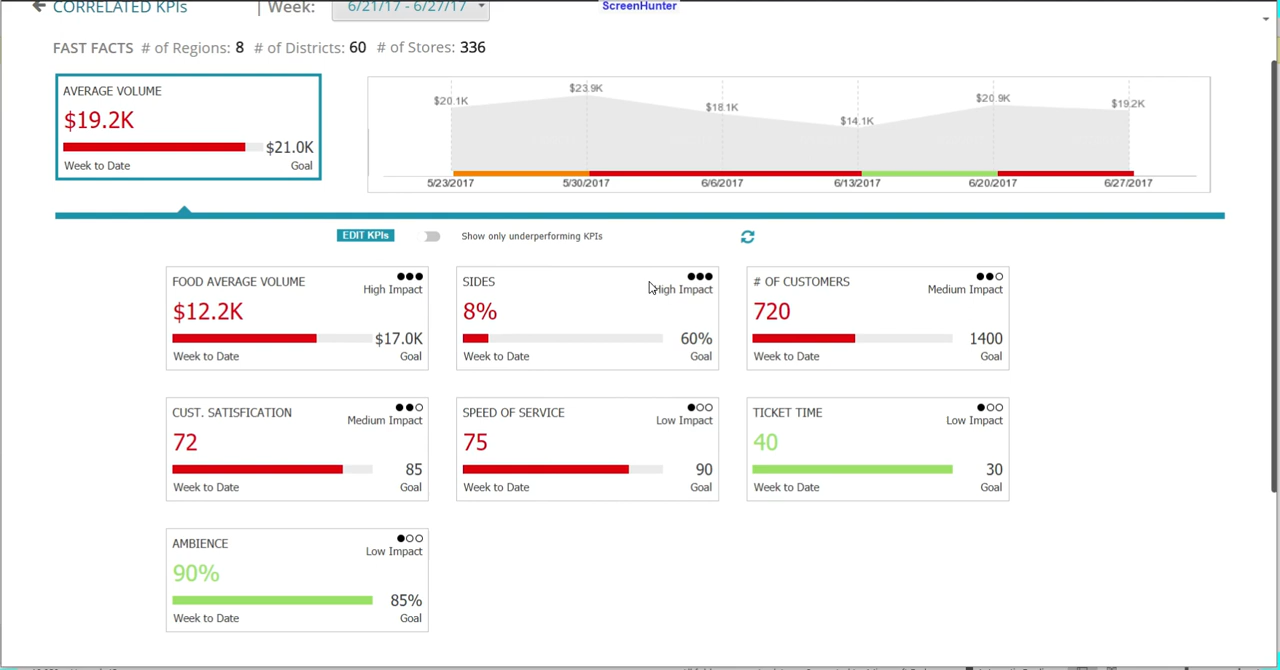 ScreenHunter
CORRELATED KPIs | Week: 6/21/17 - 6/27/17
FAST FACTS # of Regions: 8 # of Districts: 60 # of Stores: 336
AVERAGE VOLUME
$19.2K
$21.0K
Week to Date Goal
$20.1K $23.9K $18.1K $14.1K $20.9K $19.2K
5/23/2017 5/30/2017 6/6/2017 6/13/2017 6/20/2017 6/27/2017
EDIT KPIs Show only underperforming KPIs
FOOD AVERAGE VOLUME
High Impact
$12.2K
$17.0K
Week to Date Goal
SIDES
High Impact
8%
60%
Week to Date Goal
# OF CUSTOMERS
Medium Impact
720
1400
Week to Date Goal
CUST. SATISFICATION
Medium Impact
72
85
Week to Date Goal
SPEED OF SERVICE
Low Impact
75
90
Week to Date Goal
TICKET TIME
Low Impact
40
30
Week to Date Goal
AMBIENCE
Low Impact
90%
85%
Week to Date Goal